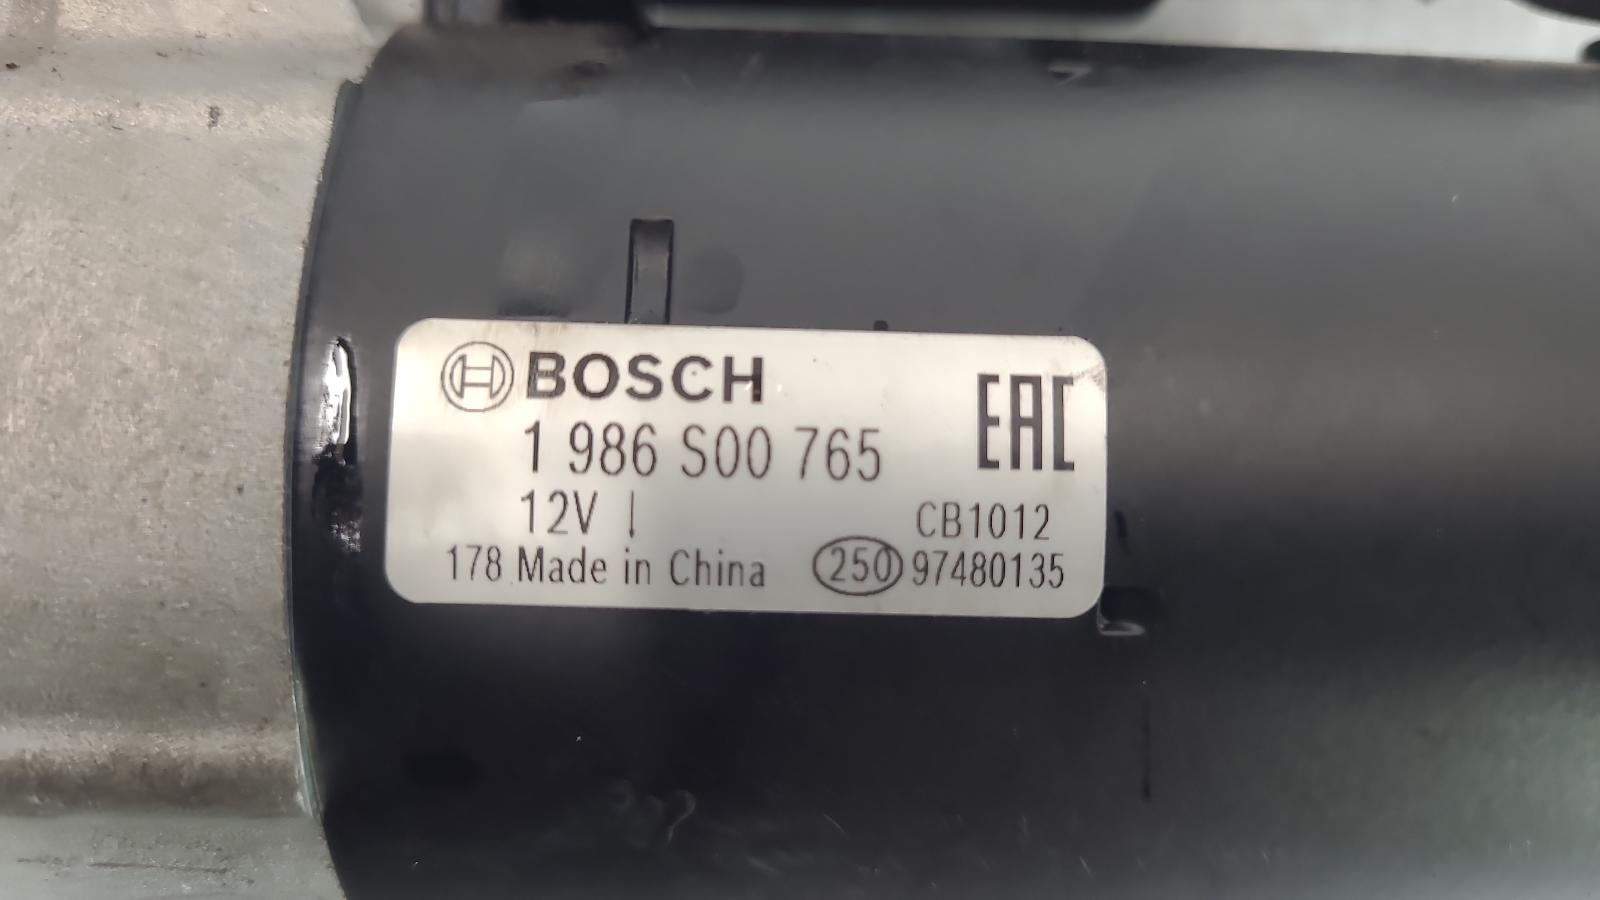 BOSCH
EAC
1 986 S00 765
12V ↓
CB1012
178 Made in China
250 97480135